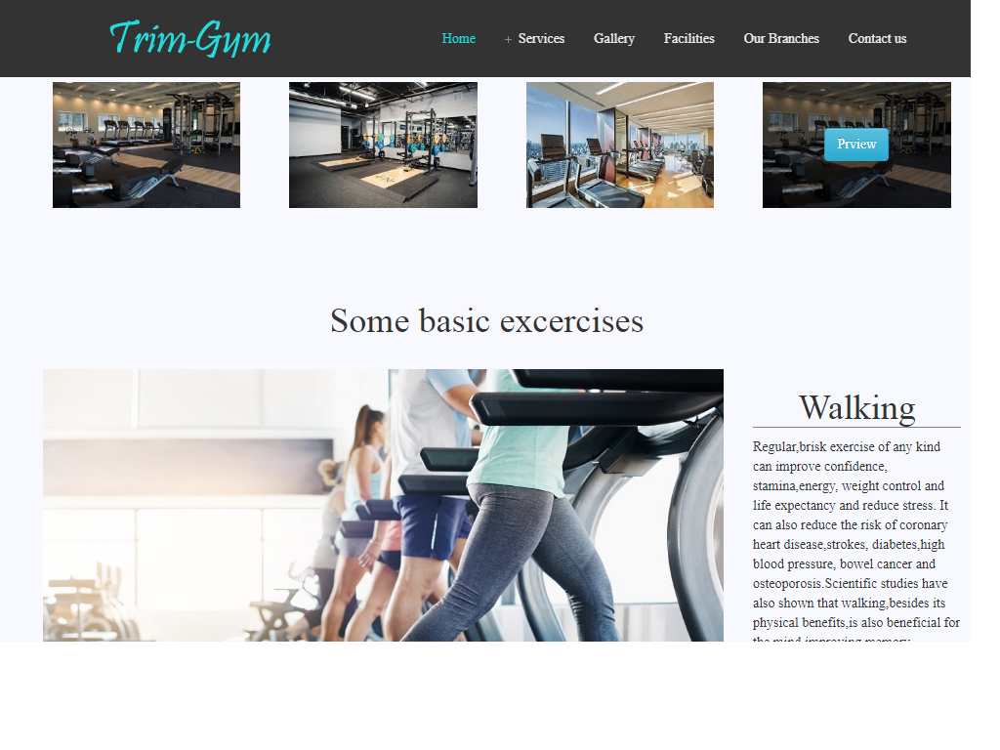 Trim-Gym
Home
+ Services
Gallery
Facilities
Our Branches
Contact us
Prview
Some basic excercises
Walking
Regular,brisk exercise of any kind
can improve confidence,
stamina,energy, weight control and
life expectancy and reduce stress. It
can also reduce the risk of coronary
heart disease,strokes, diabetes,high
blood pressure, bowel cancer and
osteoporosis.Scientific studies have
also shown that walking,besides its
physical benefits,is also beneficial for
the mind,improving memory